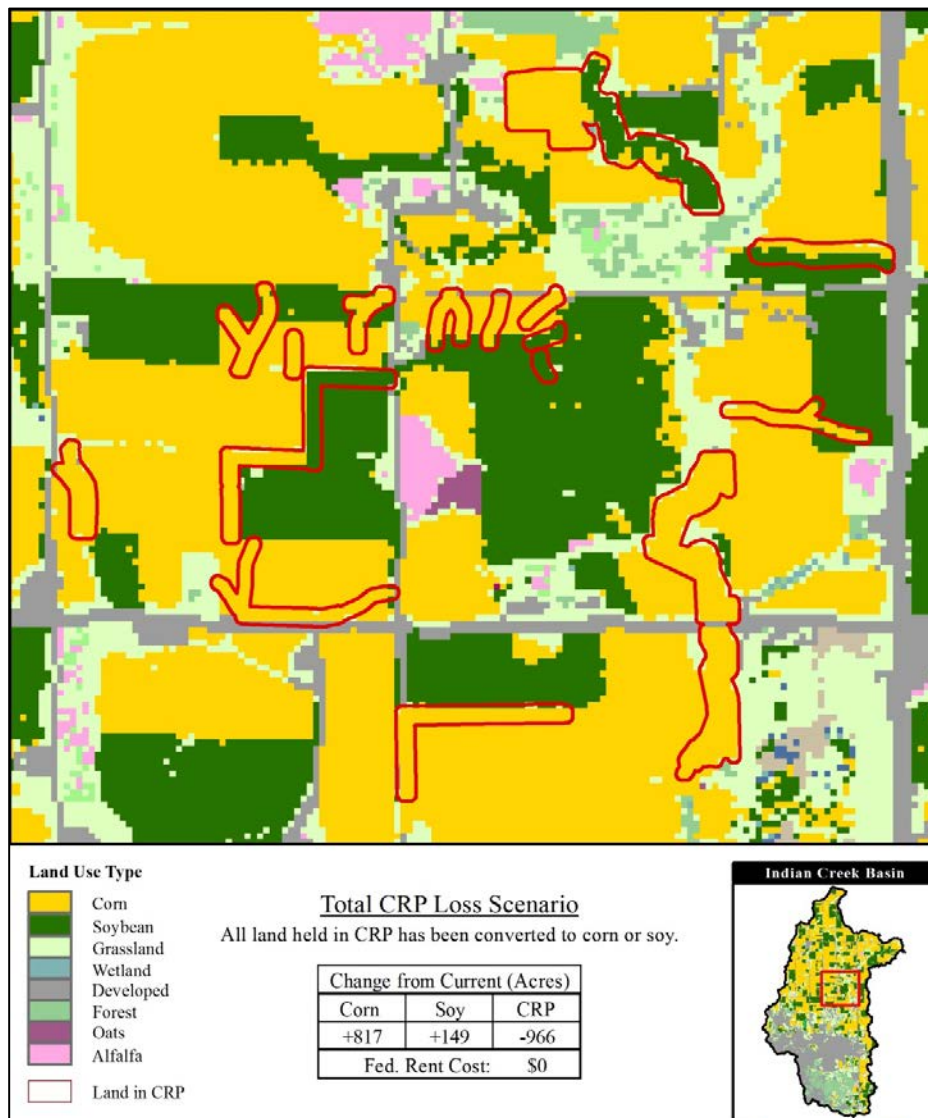 Land Use Type
Corn
Soybean
Grassland
Wetland
Developed
Forest
Oats
Alfalfa
Land in CRP
Total CRP Loss Scenario
All land held in CRP has been converted to corn or soy.
Change from Current (Acres)
Corn Soy CRP
+817 +149 -966
Fed. Rent Cost: $0
Indian Creek Basin